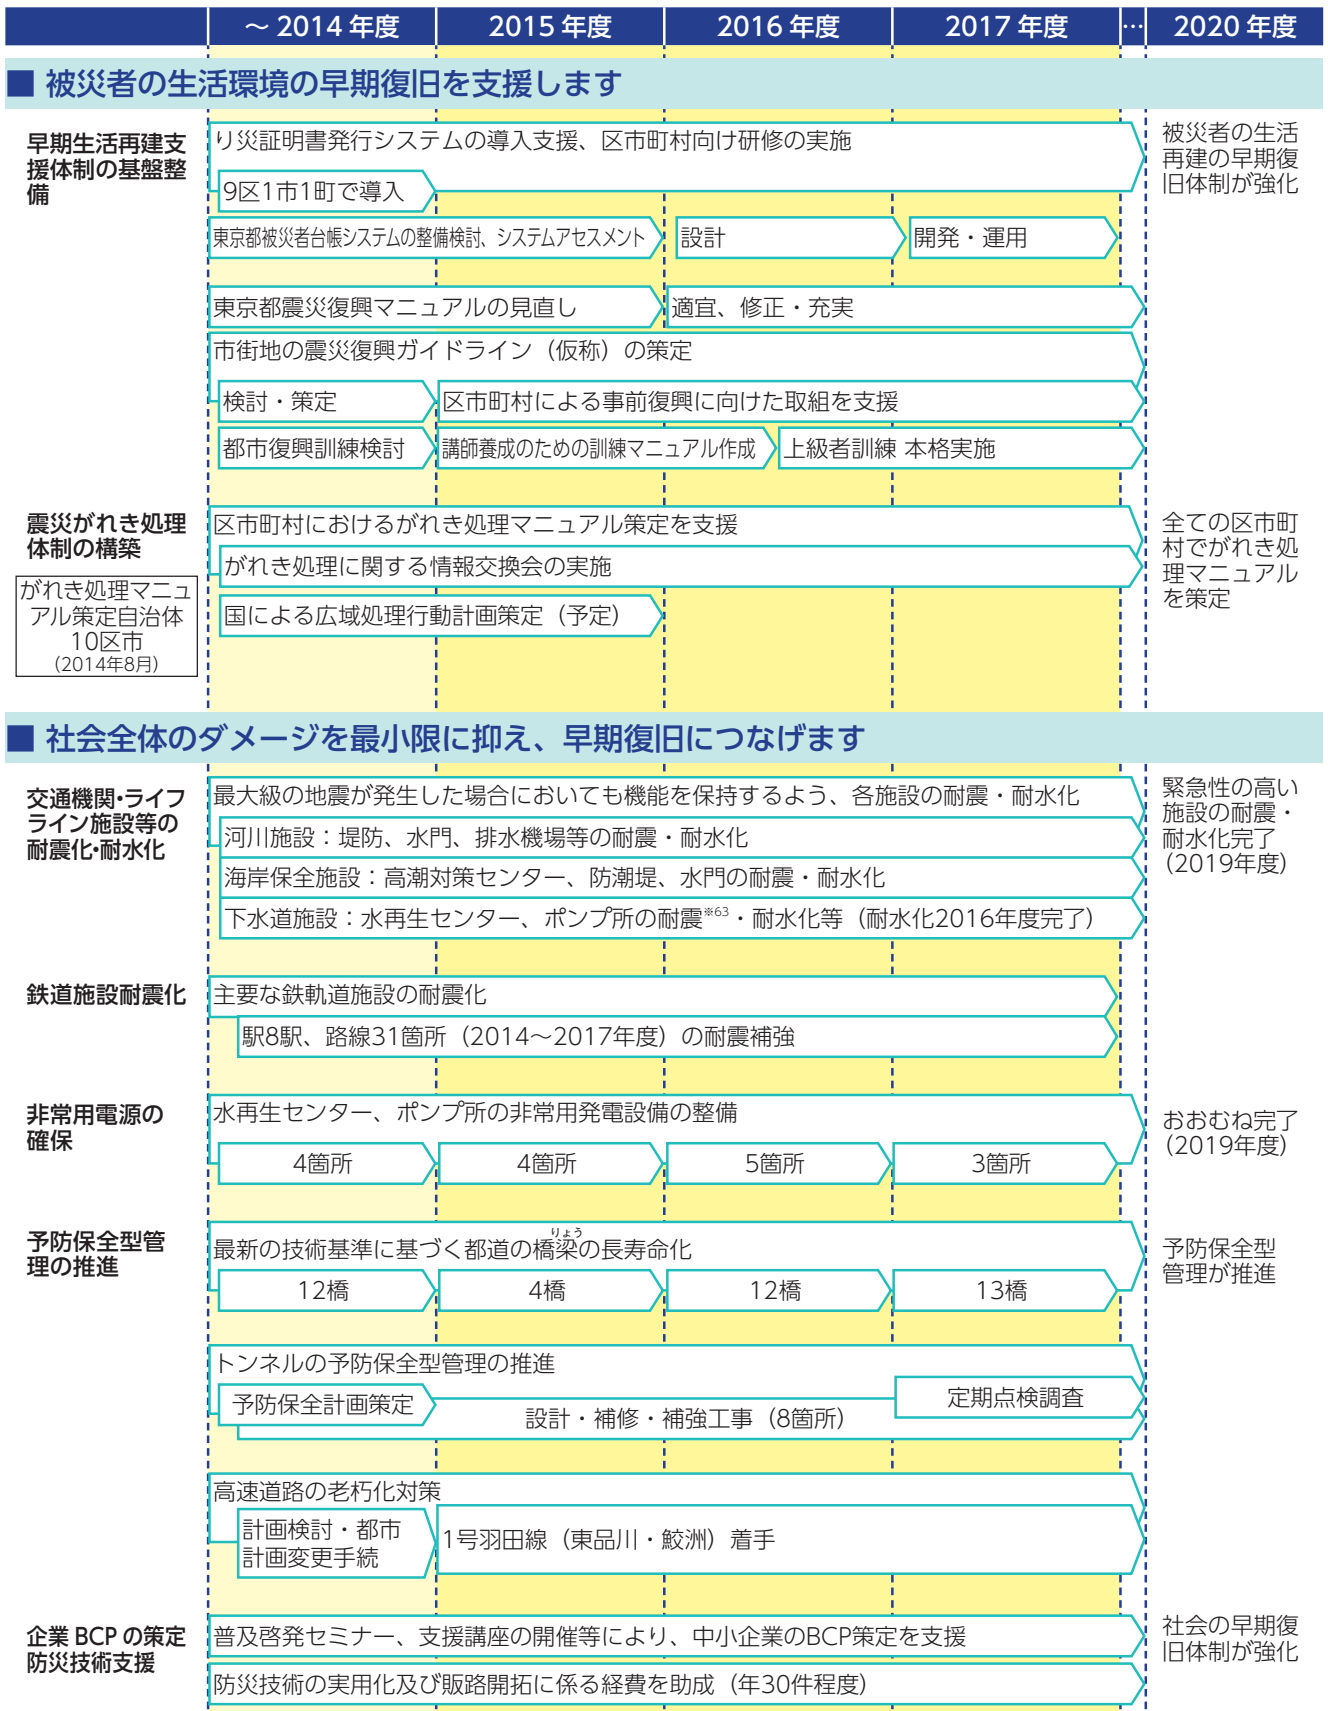 ～2014年度 2015年度 2016年度 2017年度 … 2020年度
■ 被災者の生活環境の早期復旧を支援します
早期生活再建支
援体制の基盤整
備
り災証明書発行システムの導入支援、区市町村向け研修の実施
9区1市1町で導入
東京都被災者台帳システムの整備検討、システムアセスメント
設計
開発・運用
東京都震災復興マニュアルの見直し
適宜、修正・充実
市街地の震災復興ガイドライン（仮称）の策定
検討・策定
区市町村による事前復興に向けた取組を支援
都市復興訓練検討
講師養成のための訓練マニュアル作成
上級者訓練 本格実施
被災者の生活
再建の早期復
旧体制が強化
震災がれき処理
体制の構築
がれき処理マニュ
アル策定自治体
10区市
（2014年8月）
区市町村におけるがれき処理マニュアル策定を支援
がれき処理に関する情報交換会の実施
国による広域処理行動計画策定（予定）
全ての区市町
村でがれき処
理マニュアル
を策定
■ 社会全体のダメージを最小限に抑え、早期復旧につなげます
交通機関・ライフ
ライン施設等の
耐震化・耐水化
最大級の地震が発生した場合においても機能を保持するよう、各施設の耐震・耐水化
河川施設：堤防、水門、排水機場等の耐震・耐水化
海岸保全施設：高潮対策センター、防潮堤、水門の耐震・耐水化
下水道施設：水再生センター、ポンプ所の耐震※63・耐水化等（耐水化2016年度完了）
緊急性の高い
施設の耐震・
耐水化完了
（2019年度）
鉄道施設耐震化
主要な鉄軌道施設の耐震化
駅8駅、路線31箇所（2014～2017年度）の耐震補強
非常用電源の
確保
水再生センター、ポンプ所の非常用発電設備の整備
4箇所
4箇所
5箇所
3箇所
おおむね完了
（2019年度）
予防保全型管
理の推進
りょう
最新の技術基準に基づく都道の橋梁の長寿命化
12橋
4橋
12橋
13橋
予防保全型
管理が推進
トンネルの予防保全型管理の推進
予防保全計画策定
設計・補修・補強工事（8箇所）
定期点検調査
高速道路の老朽化対策
計画検討・都市
計画変更手続
1号羽田線（東品川・鮫洲）着手
企業 BCP の策定
防災技術支援
普及啓発セミナー、支援講座の開催等により、中小企業のBCP策定を支援
防災技術の実用化及び販路開拓に係る経費を助成（年30件程度）
社会の早期復
旧体制が強化